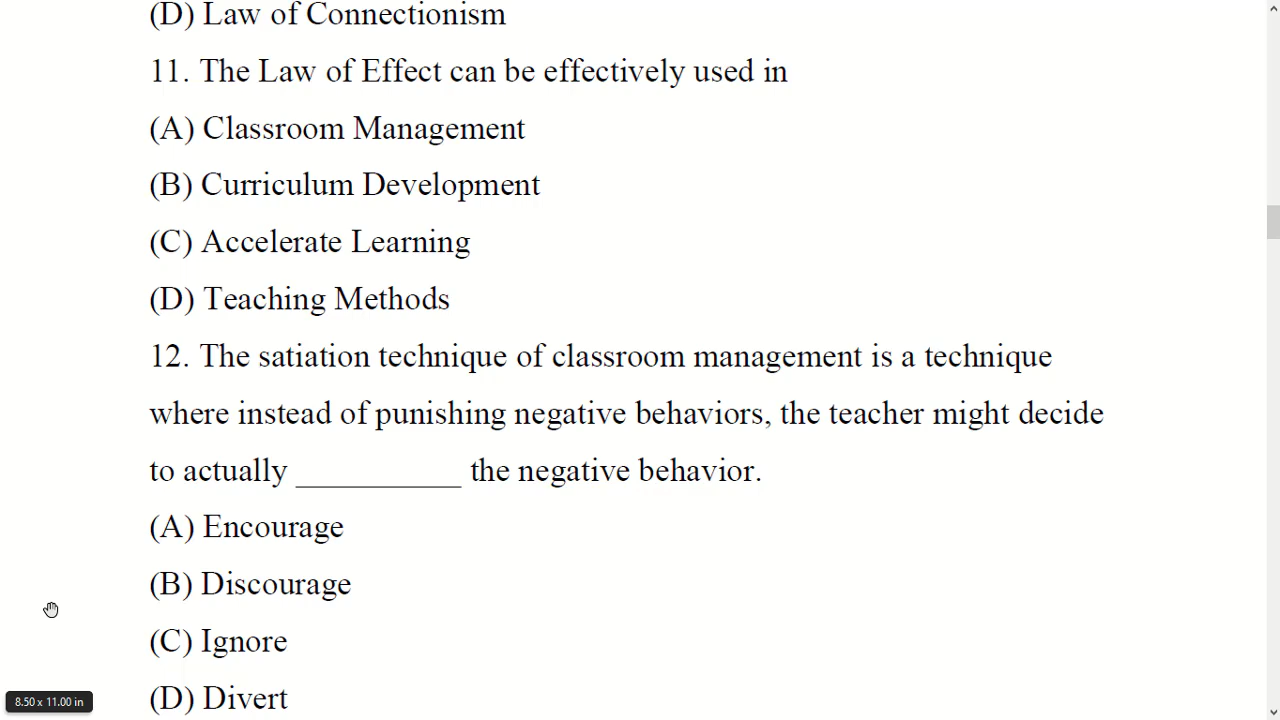 (D) Law of Connectionism
11. The Law of Effect can be effectively used in
(A) Classroom Management
(B) Curriculum Development
(C) Accelerate Learning
(D) Teaching Methods
12. The satiation technique of classroom management is a technique
where instead of punishing negative behaviors, the teacher might decide
to actually __________ the negative behavior.
(A) Encourage
(B) Discourage
(C) Ignore
(D) Divert
8.50 x 11.00 in